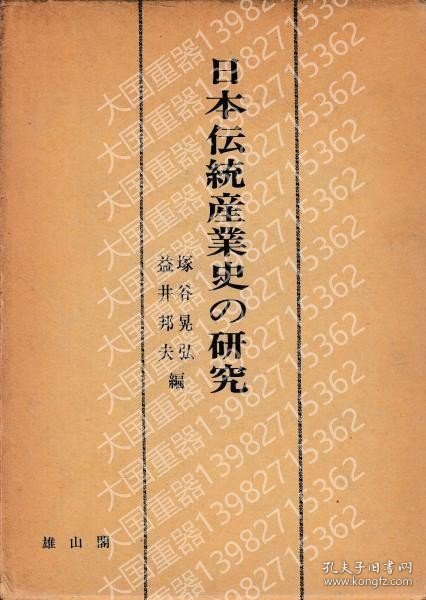 日本伝統産業史の研究
塚谷晃弘
益井邦夫
編
雄山閣
大国重器13982715362
孔夫子旧书网
www.kongfz.com